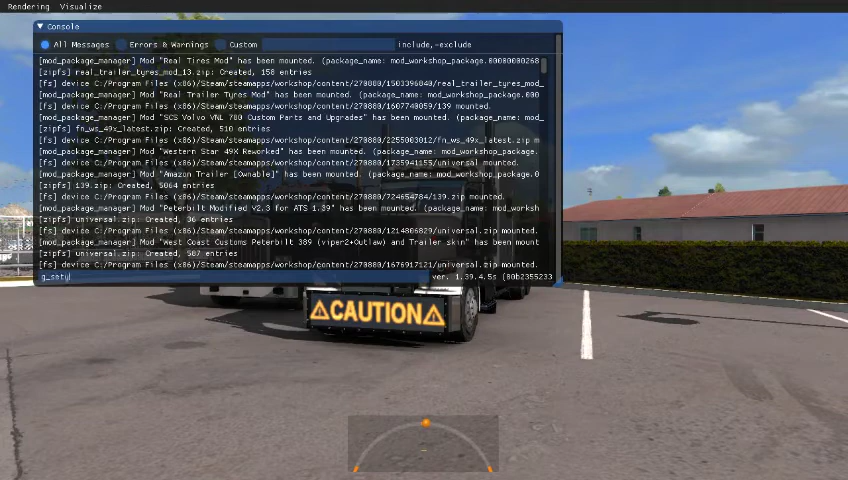 Rendering Visualize
Console
All Messages Errors & Warnings Custom include,-exclude
[mod_package_manager] Mod "Real Tires Mod" has been mounted. (package_name: mod_workshop_package.00000000268
[zipfs] real_trailer_tyres_mod_13.zip: Created, 158 entries
[fs] device C:/Program Files (x86)/Steam/steamapps/workshop/content/270880/1503396040/real_trailer_tyres_mod_
[mod_package_manager] Mod "Real Trailer Tyres Mod" has been mounted. (package_name: mod_workshop_package.000
[fs] device C:/Program Files (x86)/Steam/steamapps/workshop/content/270880/1607740059/139 mounted.
[mod_package_manager] Mod "SCS Volvo VNL 780 Custom Parts and Upgrades" has been mounted. (package_name: mod_
[zipfs] fn_ws_49x_latest.zip: Created, 510 entries
[fs] device C:/Program Files (x86)/Steam/steamapps/workshop/content/270880/2255003012/fn_ws_49x_latest.zip m
[mod_package_manager] Mod "Western Star 49X Reworked" has been mounted. (package_name: mod_workshop_package.
[fs] device C:/Program Files (x86)/Steam/steamapps/workshop/content/270880/1735941155/universal mounted.
[mod_package_manager] Mod "Amazon Trailer [Ownable]" has been mounted. (package_name: mod_workshop_package.0
[zipfs] 139.zip: Created, 5064 entries
[fs] device C:/Program Files (x86)/Steam/steamapps/workshop/content/270880/724654784/139.zip mounted.
[mod_package_manager] Mod "Peterbilt Modified V2.3 for ATS 1.39" has been mounted. (package_name: mod_worksh
[zipfs] universal.zip: Created, 36 entries
[fs] device C:/Program Files (x86)/Steam/steamapps/workshop/content/270880/1214806829/universal.zip mounted.
[mod_package_manager] Mod "West Coast Customs Peterbilt 389 (viper2+Outlaw) and Trailer skin" has been mount
[zipfs] universal.zip: Created, 587 entries
[fs] device C:/Program Files (x86)/Steam/steamapps/workshop/content/270880/1676917121/universal.zip mounted.
g_sety ver. 1.39.4.5s [80b2355233
CAUTION